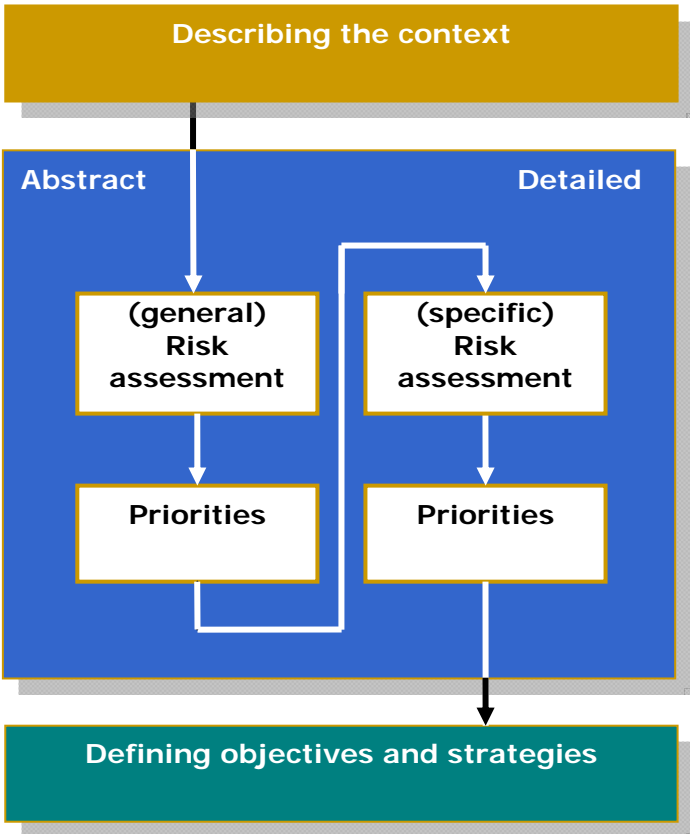 Describing the context
Abstract
Detailed
(general)
Risk
assessment
(specific)
Risk
assessment
Priorities
Priorities
Defining objectives and strategies